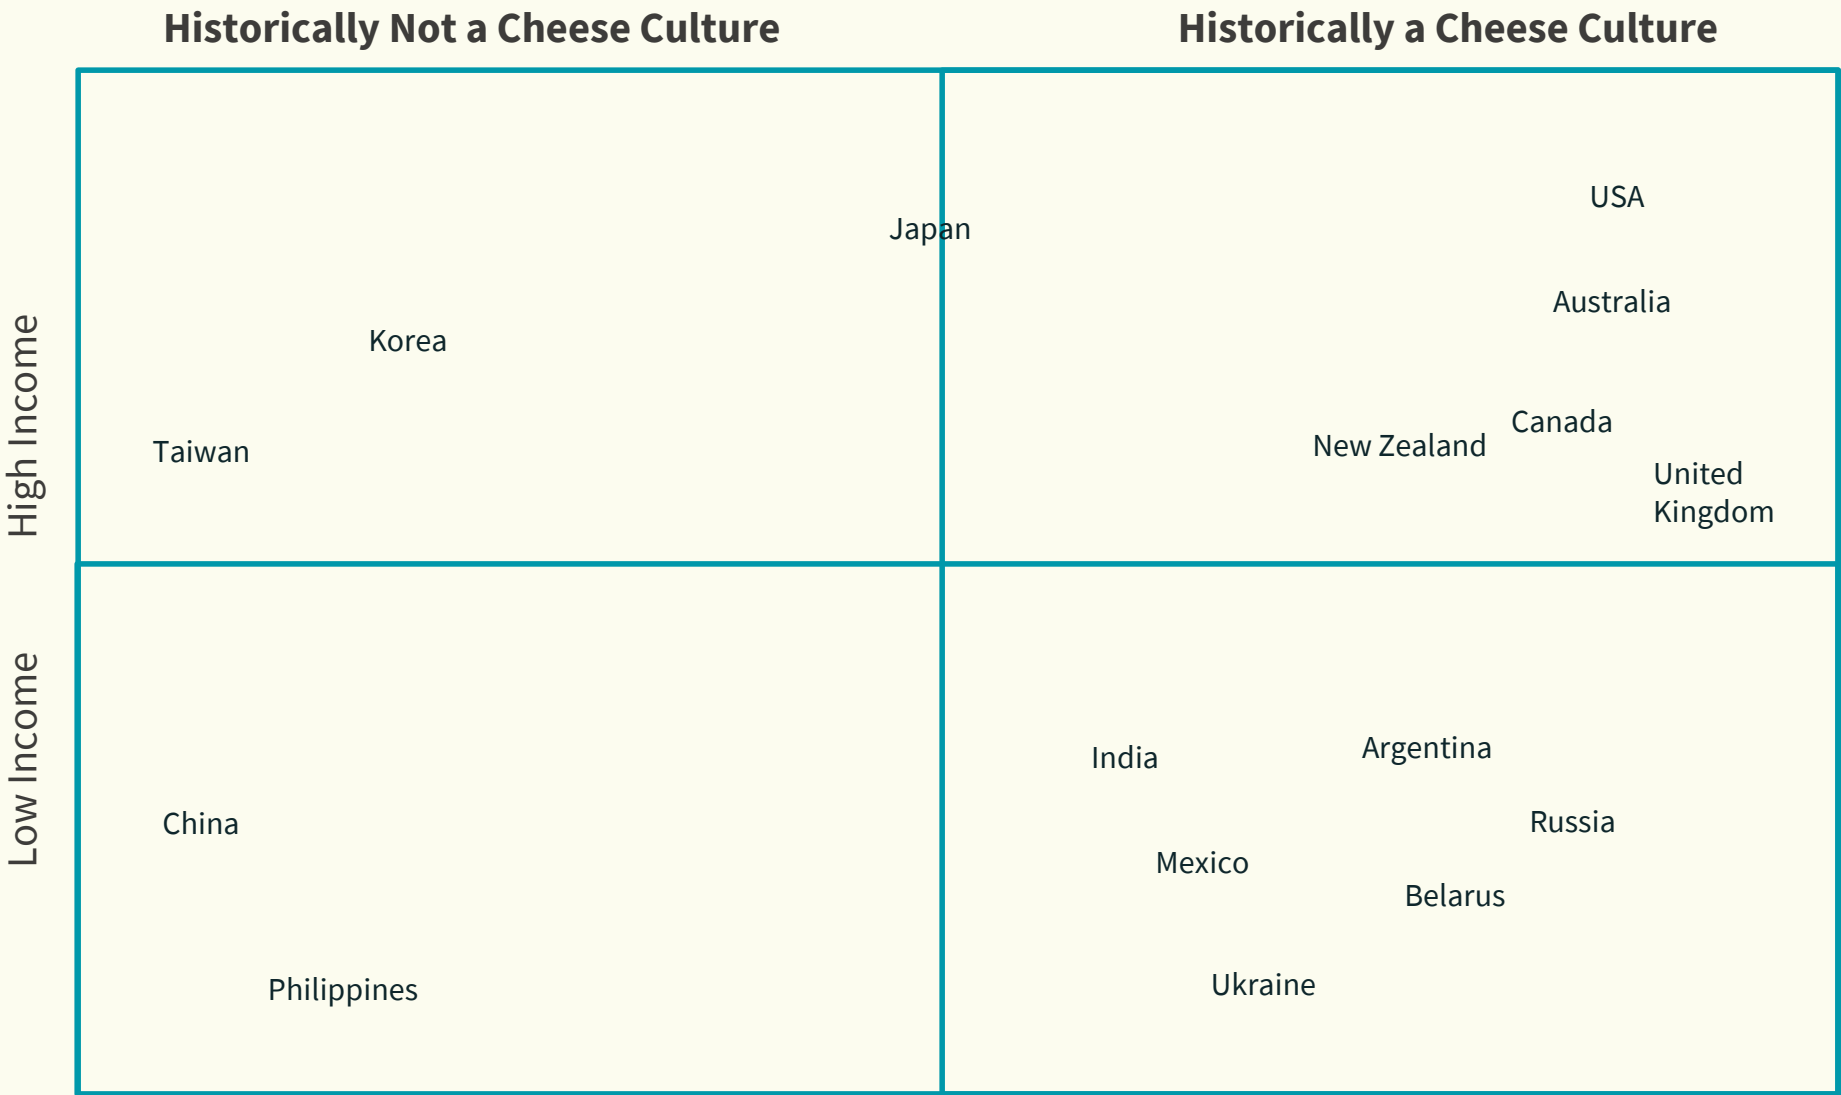 Historically Not a Cheese Culture
Historically a Cheese Culture
High Income
USA
Japan
Australia
Korea
Canada
New Zealand
Taiwan
United
Kingdom
Low Income
India
Argentina
China
Russia
Mexico
Belarus
Philippines
Ukraine